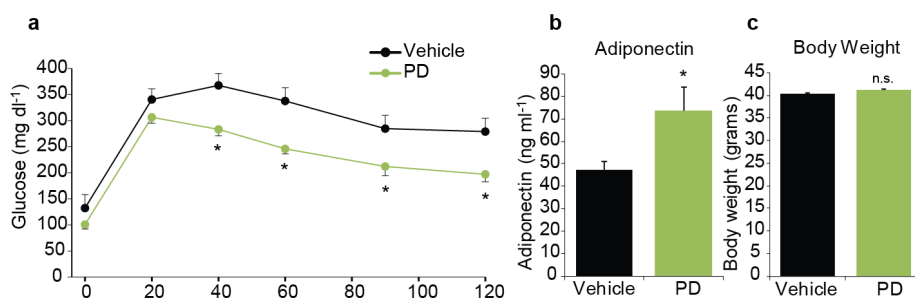 a
Vehicle
PD
Glucose (mg dl-1)
400
350
300
250
200
150
100
50
0
0 20 40 60 80 100 120
*
*
*
*
b
Adiponectin
Adiponectin (ng ml-1)
90
80
70
60
50
40
30
20
10
0
*
Vehicle PD
c
Body Weight
Body weight (grams)
50
45
40
35
30
25
20
15
10
5
0
n.s.
Vehicle PD